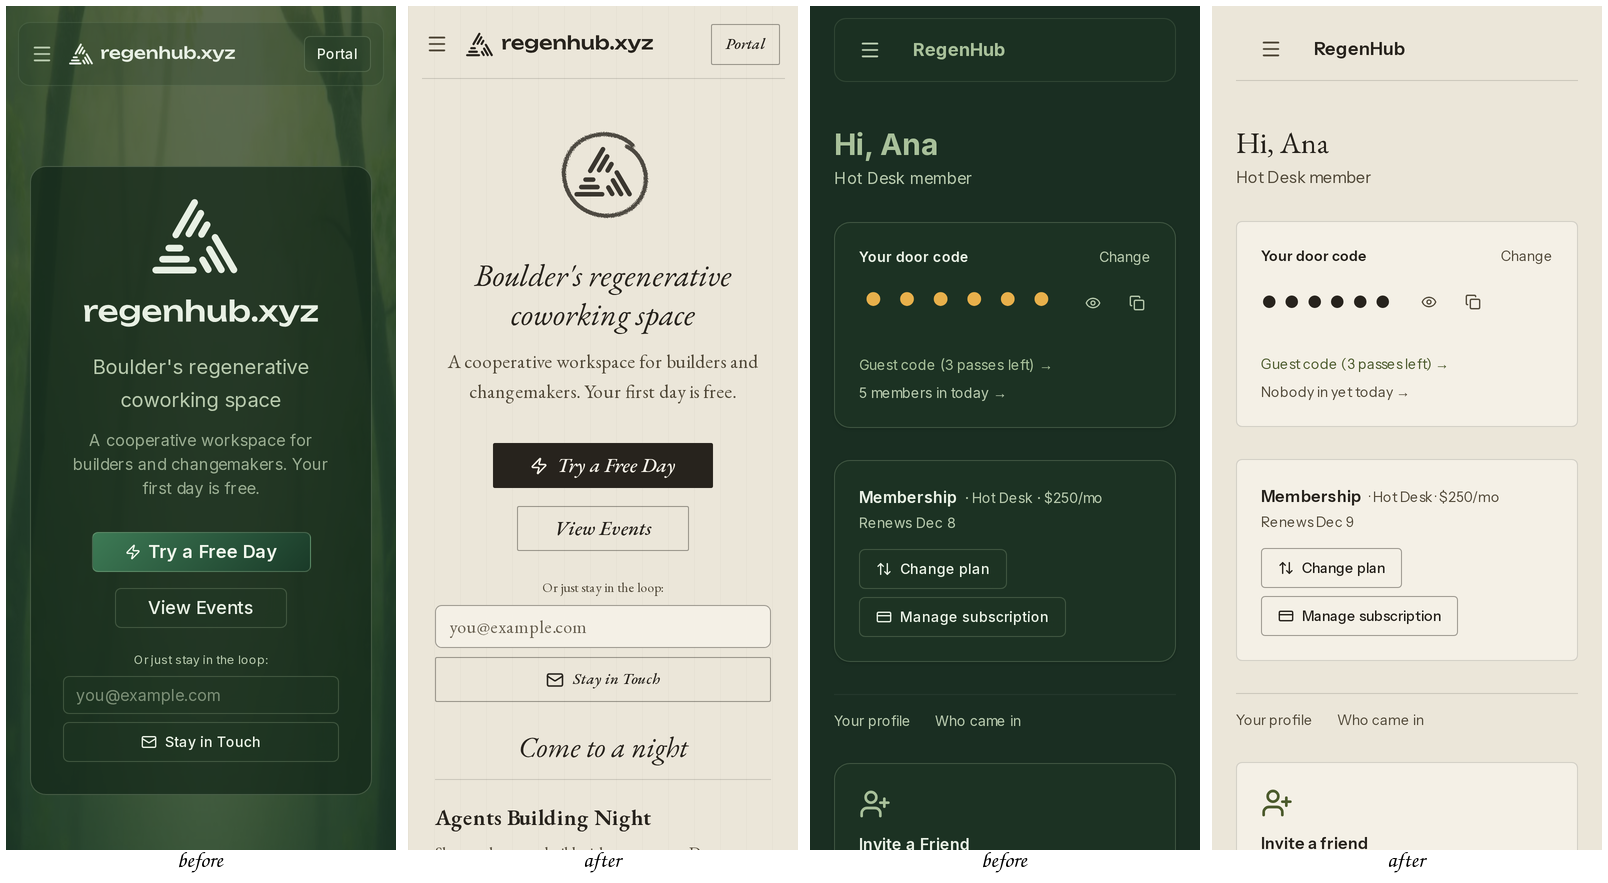 regenhub.xyz
Portal
regenhub.xyz
Boulder's regenerative
coworking space
A cooperative workspace for
builders and changemakers. Your
first day is free.
Try a Free Day
View Events
Or just stay in the loop:
you@example.com
Stay in Touch
before
regenhub.xyz
Portal
Boulder's regenerative
coworking space
A cooperative workspace for builders and
changemakers. Your first day is free.
Try a Free Day
View Events
Or just stay in the loop:
you@example.com
Stay in Touch
Come to a night
Agents Building Night
after
RegenHub
Hi, Ana
Hot Desk member
Your door code
Change
Guest code (3 passes left) →
5 members in today →
Membership · Hot Desk · $250/mo
Renews Dec 8
Change plan
Manage subscription
Your profile
Who came in
Invite a Friend
before
RegenHub
Hi, Ana
Hot Desk member
Your door code
Change
Guest code (3 passes left) →
Nobody in yet today →
Membership · Hot Desk · $250/mo
Renews Dec 9
Change plan
Manage subscription
Your profile
Who came in
Invite a friend
after